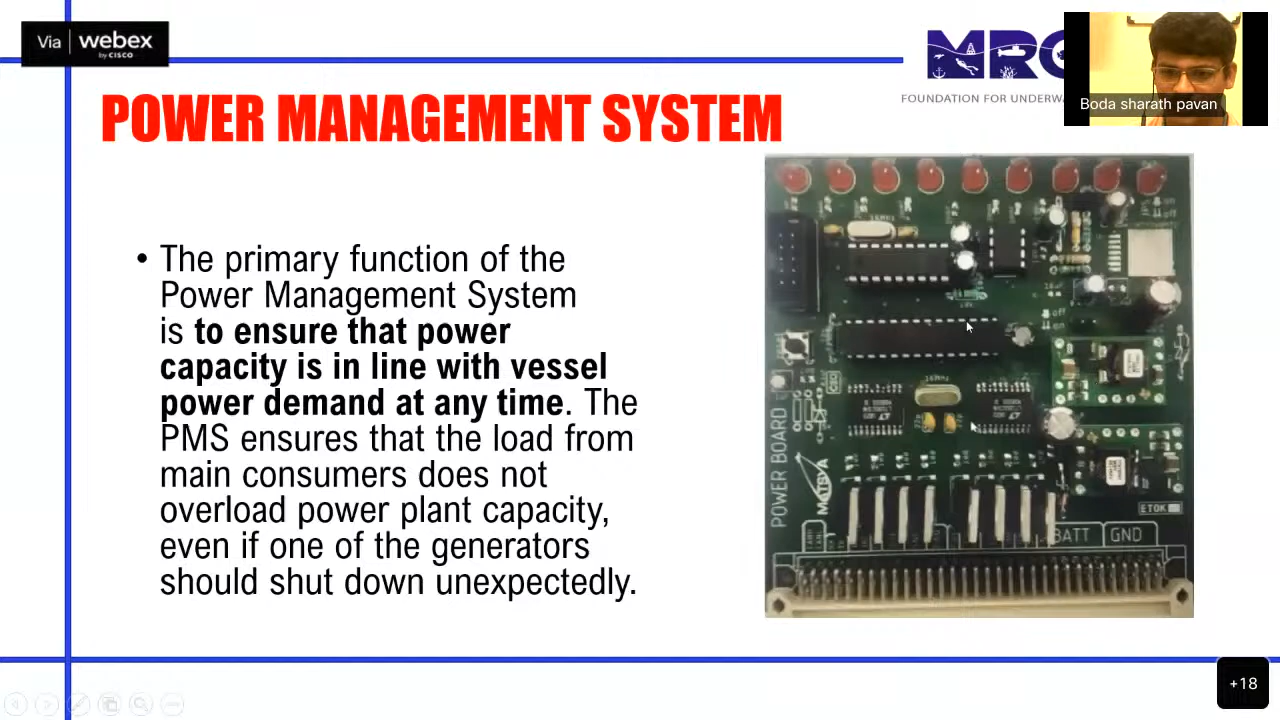 Via webex
by CISCO
MRC
FOUNDATION FOR UNDERWA
Boda sharath pavan
POWER MANAGEMENT SYSTEM
• The primary function of the
Power Management System
is to ensure that power
capacity is in line with vessel
power demand at any time. The
PMS ensures that the load from
main consumers does not
overload power plant capacity,
even if one of the generators
should shut down unexpectedly.
POWER BOARD
MATSYA
ETDK
BATT GND
+18